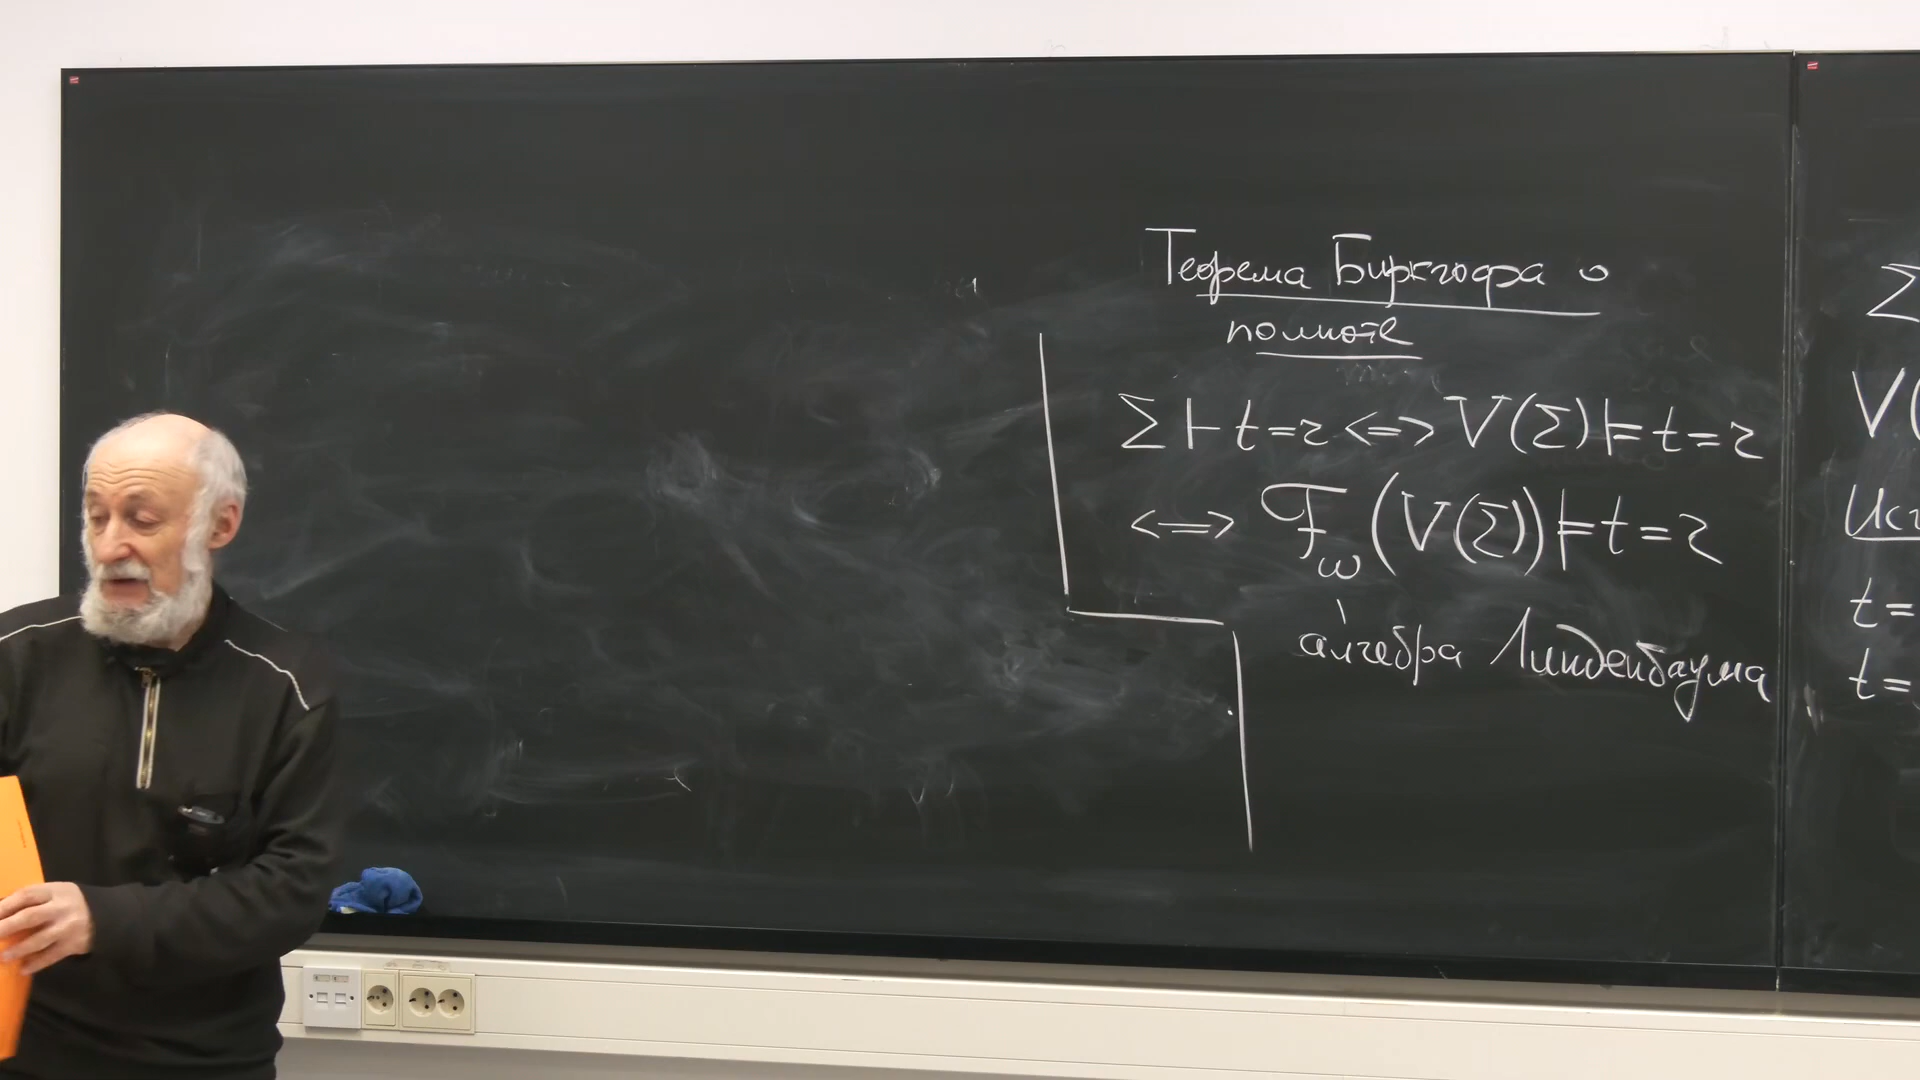 Теорема Биркгофа о
полноте
Σ ⊢ t = s <=> V(Σ) ⊨ t = s
<=> F_ω (V(Σ)) ⊨ t = s
алгебра Линденбаума
Σ
V(
t =
t =